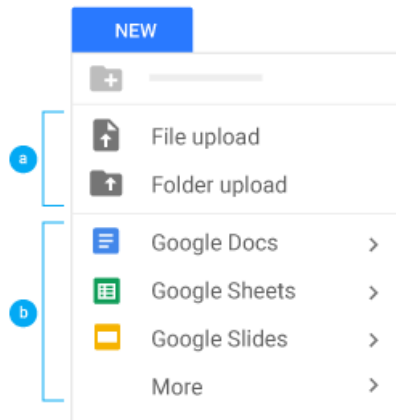 NEW
a
File upload
Folder upload
b
Google Docs
Google Sheets
Google Slides
More